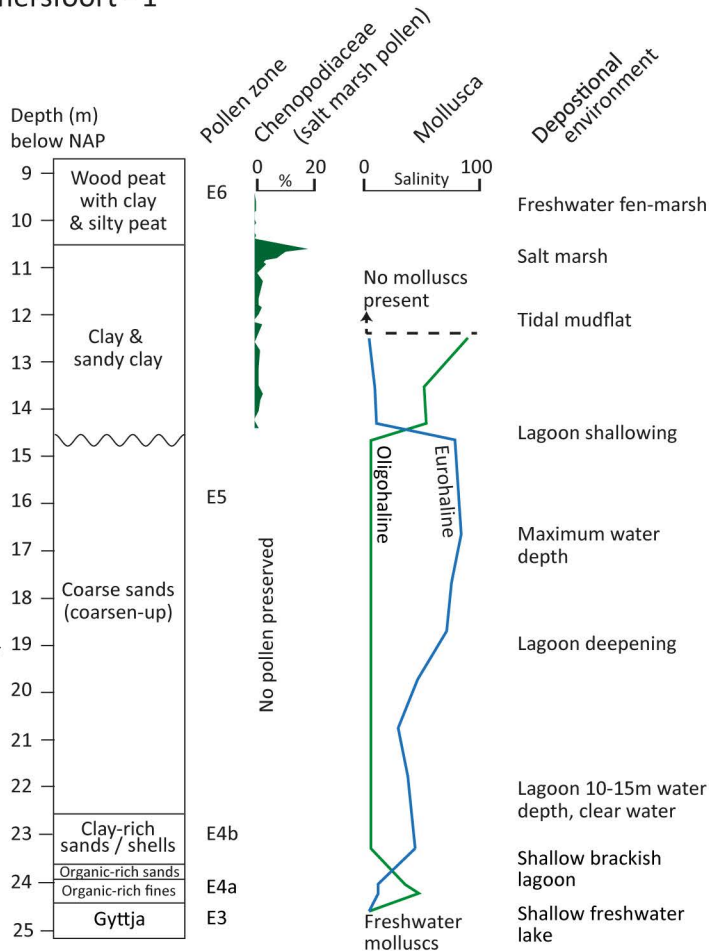 Depth (m)
below NAP
Pollen zone
Chenopodiaceae
(salt marsh pollen)
Mollusca
Depostional
environment
0 20
%
0 100
Salinity
9
10
11
12
13
14
15
16
17
18
19
20
21
22
23
24
25
Wood peat
with clay
& silty peat
Clay &
sandy clay
Coarse sands
(coarsen-up)
Clay-rich
sands / shells
Organic-rich sands
Organic-rich fines
Gyttja
E6
E5
E4b
E4a
E3
No pollen preserved
No molluscs
present
Oligohaline
Eurohaline
Freshwater
molluscs
Freshwater fen-marsh
Salt marsh
Tidal mudflat
Lagoon shallowing
Maximum water
depth
Lagoon deepening
Lagoon 10-15m water
depth, clear water
Shallow brackish
lagoon
Shallow freshwater
lake